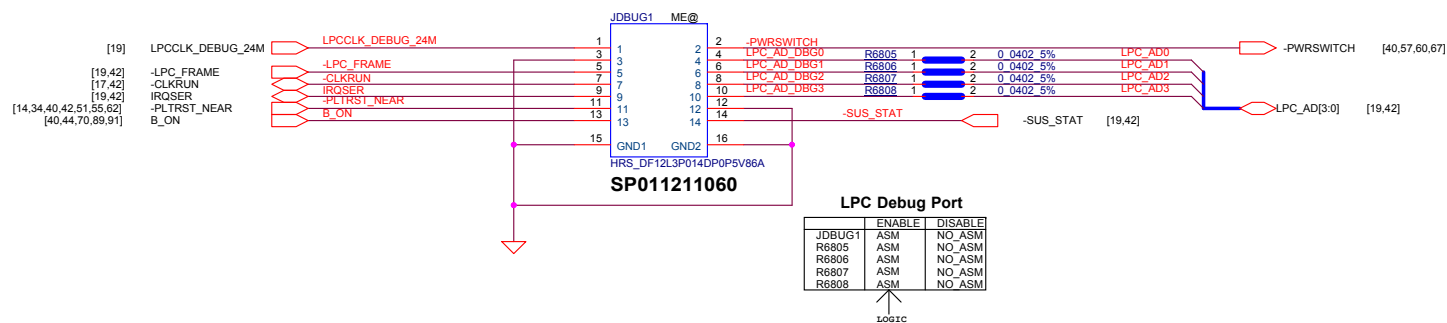 JDBUG1 ME@
[19] LPCCLK_DEBUG_24M LPCCLK_DEBUG_24M 1 1 2 2 -PWRSWITCH -PWRSWITCH [40,57,60,67]
3 3 4 4 LPC_AD_DBG0 R6805 1 2 0_0402_5% LPC_AD0
[19,42] -LPC_FRAME -LPC_FRAME 5 5 6 6 LPC_AD_DBG1 R6806 1 2 0_0402_5% LPC_AD1
[17,42] -CLKRUN -CLKRUN 7 7 8 8 LPC_AD_DBG2 R6807 1 2 0_0402_5% LPC_AD2
[19,42] IRQSER IRQSER 9 9 10 10 LPC_AD_DBG3 R6808 1 2 0_0402_5% LPC_AD3
[14,34,40,42,51,55,62] -PLTRST_NEAR -PLTRST_NEAR 11 11 12 12 LPC_AD[3:0] [19,42]
[40,44,70,89,91] B_ON B_ON 13 13 14 14 -SUS_STAT -SUS_STAT [19,42]
15 GND1 GND2 16
HRS_DF12L3P014DP0P5V86A
SP011211060
LPC Debug Port
ENABLE DISABLE
JDBUG1 ASM NO_ASM
R6805 ASM NO_ASM
R6806 ASM NO_ASM
R6807 ASM NO_ASM
R6808 ASM NO_ASM
LOGIC